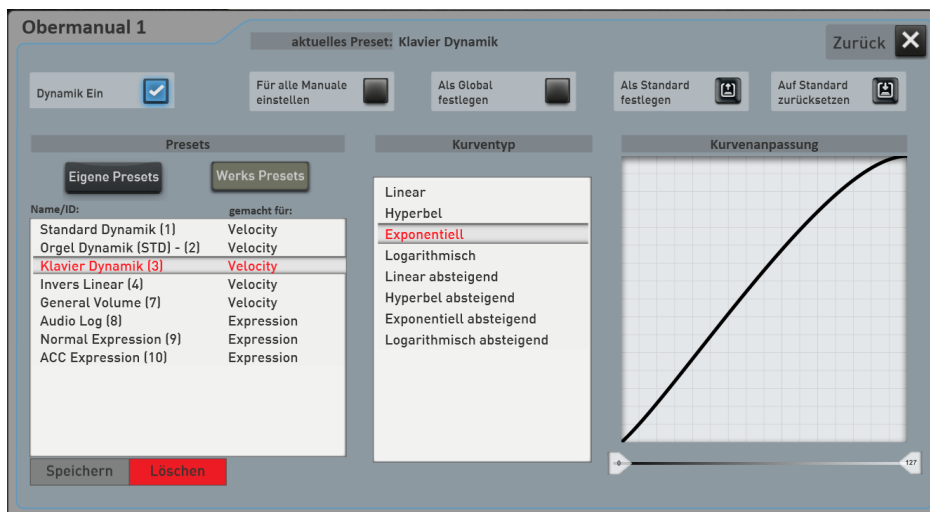 Obermanual 1
aktuelles Preset: Klavier Dynamik
Zurück
Dynamik Ein
Für alle Manuale
einstellen
Als Global
festlegen
Als Standard
festlegen
Auf Standard
zurücksetzen
Presets
Eigene Presets
Werks Presets
Name/ID: gemacht für:
Standard Dynamik (1) Velocity
Orgel Dynamik (STD) - (2) Velocity
Klavier Dynamik (3) Velocity
Invers Linear (4) Velocity
General Volume (7) Velocity
Audio Log (8) Expression
Normal Expression (9) Expression
ACC Expression (10) Expression
Speichern
Löschen
Kurventyp
Linear
Hyperbel
Exponentiell
Logarithmisch
Linear absteigend
Hyperbel absteigend
Exponentiell absteigend
Logarithmisch absteigend
Kurvenanpassung
0 127